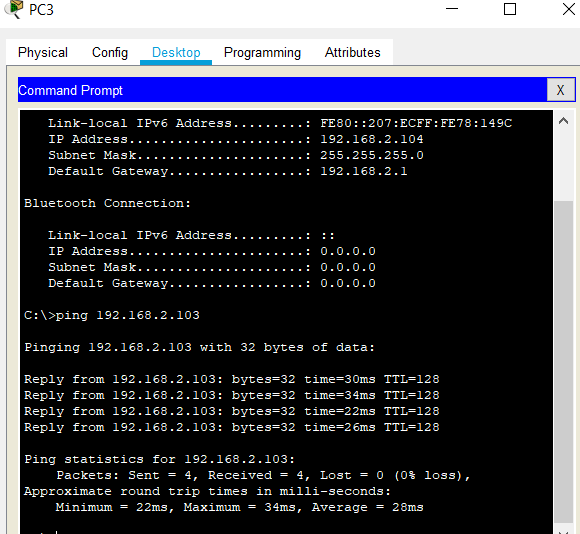 PC3
Physical Config Desktop Programming Attributes
Command Prompt
X
Link-local IPv6 Address.........: FE80::207:ECFF:FE78:149C
IP Address......................: 192.168.2.104
Subnet Mask.....................: 255.255.255.0
Default Gateway.................: 192.168.2.1
Bluetooth Connection:
Link-local IPv6 Address.........: ::
IP Address......................: 0.0.0.0
Subnet Mask.....................: 0.0.0.0
Default Gateway.................: 0.0.0.0
C:\>ping 192.168.2.103
Pinging 192.168.2.103 with 32 bytes of data:
Reply from 192.168.2.103: bytes=32 time=30ms TTL=128
Reply from 192.168.2.103: bytes=32 time=34ms TTL=128
Reply from 192.168.2.103: bytes=32 time=22ms TTL=128
Reply from 192.168.2.103: bytes=32 time=26ms TTL=128
Ping statistics for 192.168.2.103:
Packets: Sent = 4, Received = 4, Lost = 0 (0% loss),
Approximate round trip times in milli-seconds:
Minimum = 22ms, Maximum = 34ms, Average = 28ms